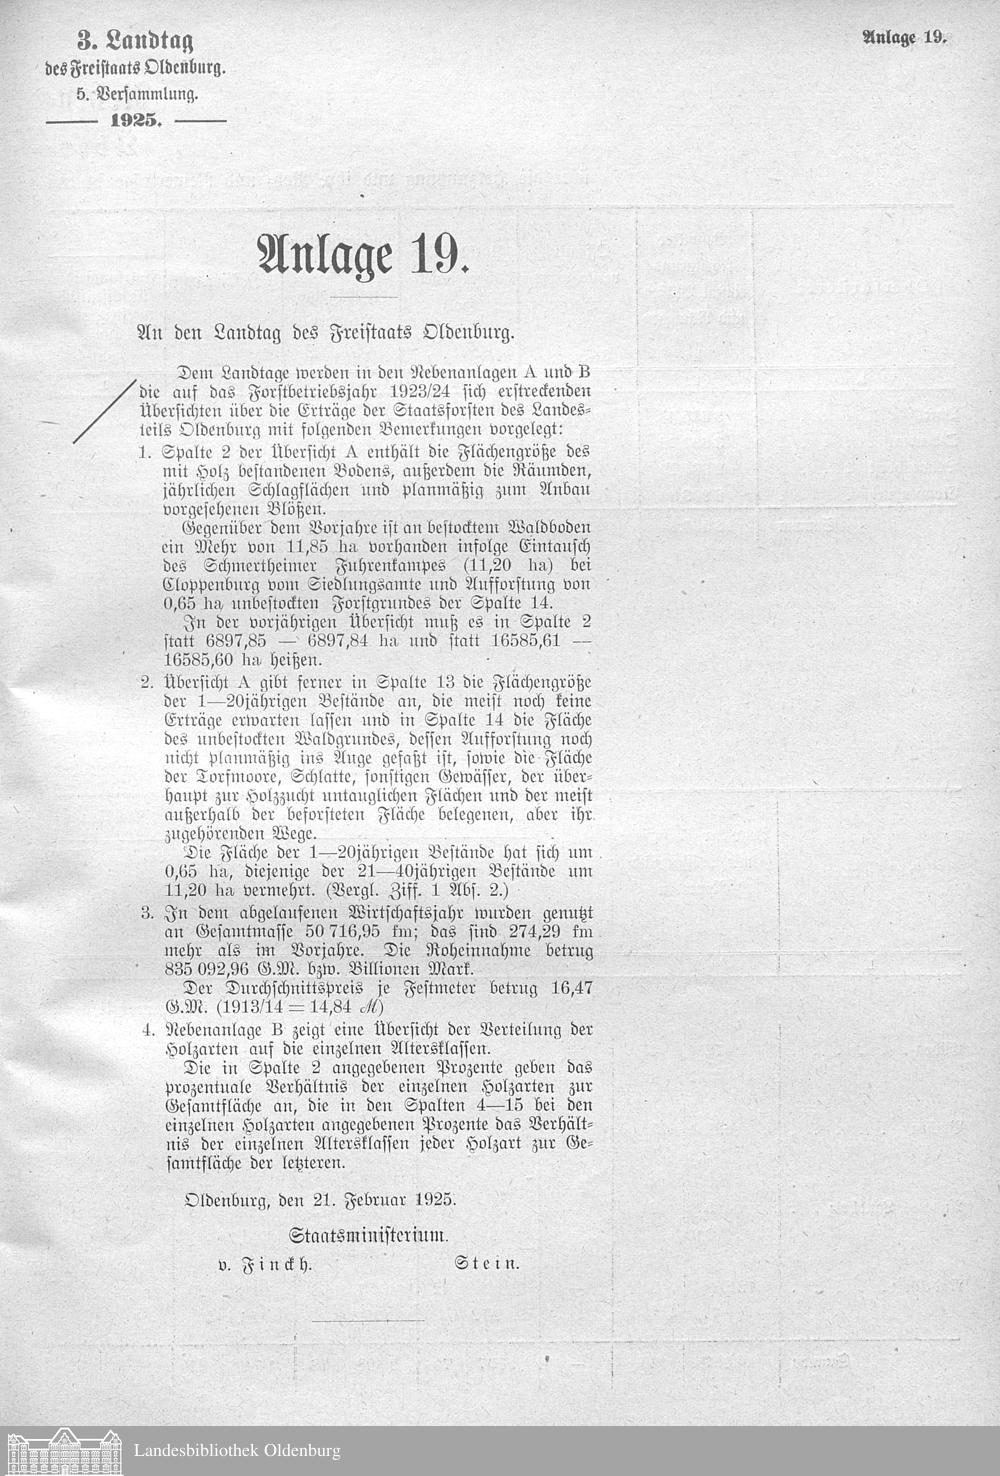 3. Landtag
des Freistaats Oldenburg.
5. Versammlung.
1925.
Anlage 19.
Anlage 19.
An den Landtag des Freistaats Oldenburg.
Dem Landtage werden in den Nebenanlagen A und B
die auf das Forstbetriebsjahr 1923/24 sich erstreckenden
Übersichten über die Erträge der Staatsforsten des Landes-
teils Oldenburg mit folgenden Bemerkungen vorgelegt:
1. Spalte 2 der Übersicht A enthält die Flächengröße des
mit Holz bestandenen Bodens, außerdem die Räumden,
jährlichen Schlagflächen und planmäßig zum Anbau
vorgesehenen Blößen.
Gegenüber dem Vorjahre ist an bestocktem Waldboden
ein Mehr von 11,85 ha vorhanden infolge Eintausch
des Schmertheimer Fuhrenkampes (11,20 ha) bei
Cloppenburg vom Siedlungsamte und Aufforstung von
0,65 ha unbestockten Forstgrundes der Spalte 14.
In der vorjährigen Übersicht muß es in Spalte 2
statt 6897,85 — 6897,84 ha und statt 16585,61 —
16585,60 ha heißen.
2. Übersicht A gibt ferner in Spalte 13 die Flächengröße
der 1—20jährigen Bestände an, die meist noch keine
Erträge erwarten lassen und in Spalte 14 die Fläche
des unbestockten Waldgrundes, dessen Aufforstung noch
nicht planmäßig ins Auge gefaßt ist, sowie die Fläche
der Torfmoore, Schlatte, sonstigen Gewässer, der über-
haupt zur Holzzucht untauglichen Flächen und der meist
außerhalb der beforsteten Fläche belegenen, aber ihr
zugehörenden Wege.
Die Fläche der 1—20jährigen Bestände hat sich um
0,65 ha, diejenige der 21—40jährigen Bestände um
11,20 ha vermehrt. (Vergl. Ziff. 1 Abs. 2.)
3. In dem abgelaufenen Wirtschaftsjahr wurden genutzt
an Gesamtmasse 50 716,95 fm; das sind 274,29 fm
mehr als im Vorjahre. Die Roheinnahme betrug
835 092,96 G.M. bzw. Billionen Mark.
Der Durchschnittspreis je Festmeter betrug 16,47
G.M. (1913/14 = 14,84 ℳ)
4. Nebenanlage B zeigt eine Übersicht der Verteilung der
Holzarten auf die einzelnen Altersklassen.
Die in Spalte 2 angegebenen Prozente geben das
prozentuale Verhältnis der einzelnen Holzarten zur
Gesamtfläche an, die in den Spalten 4—15 bei den
einzelnen Holzarten angegebenen Prozente das Verhält-
nis der einzelnen Altersklassen jeder Holzart zur Ge-
samtfläche der letzteren.
Oldenburg, den 21. Februar 1925.
Staatsministerium.
v. Finckh. Stein.
Landesbibliothek Oldenburg